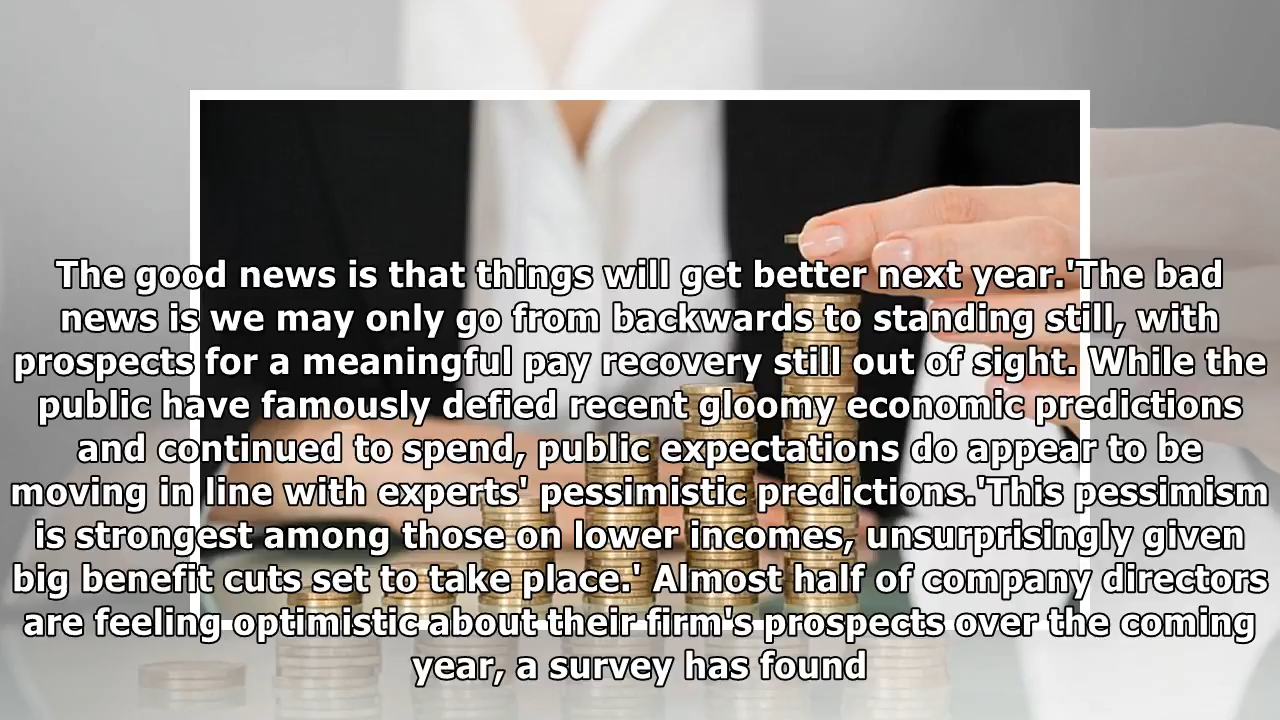 The good news is that things will get better next year.'The bad
news is we may only go from backwards to standing still, with
prospects for a meaningful pay recovery still out of sight. While the
public have famously defied recent gloomy economic predictions
and continued to spend, public expectations do appear to be
moving in line with experts' pessimistic predictions.'This pessimism
is strongest among those on lower incomes, unsurprisingly given
big benefit cuts set to take place.' Almost half of company directors
are feeling optimistic about their firm's prospects over the coming
year, a survey has found